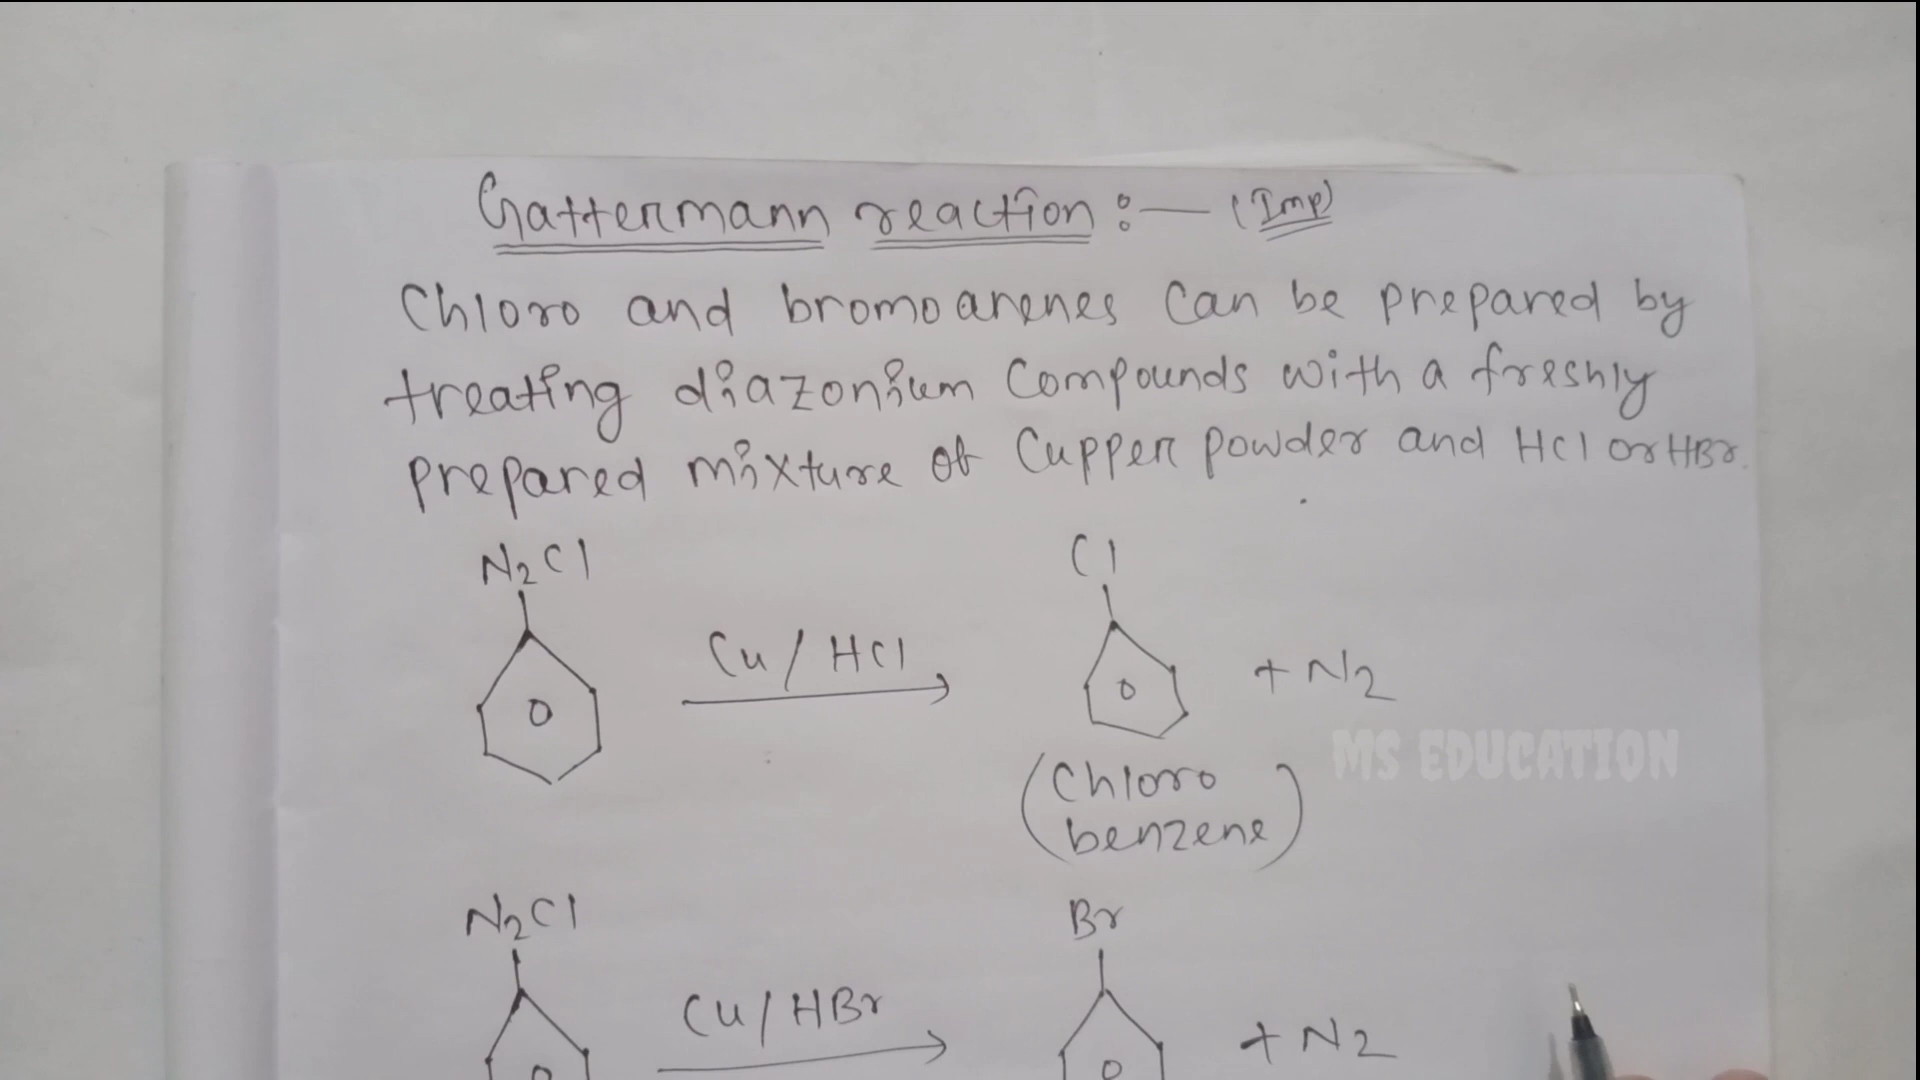 Gattermann reaction :— (Imp)
Chloro and bromoarenes Can be prepared by
treating diazonium Compounds with a freshly
prepared mixture of Cupper powder and HCl or HBr.
N2Cl
Cl
Cu / HCl
+ N2
MS EDUCATION
(Chloro
benzene)
N2Cl
Br
Cu / HBr
+ N2